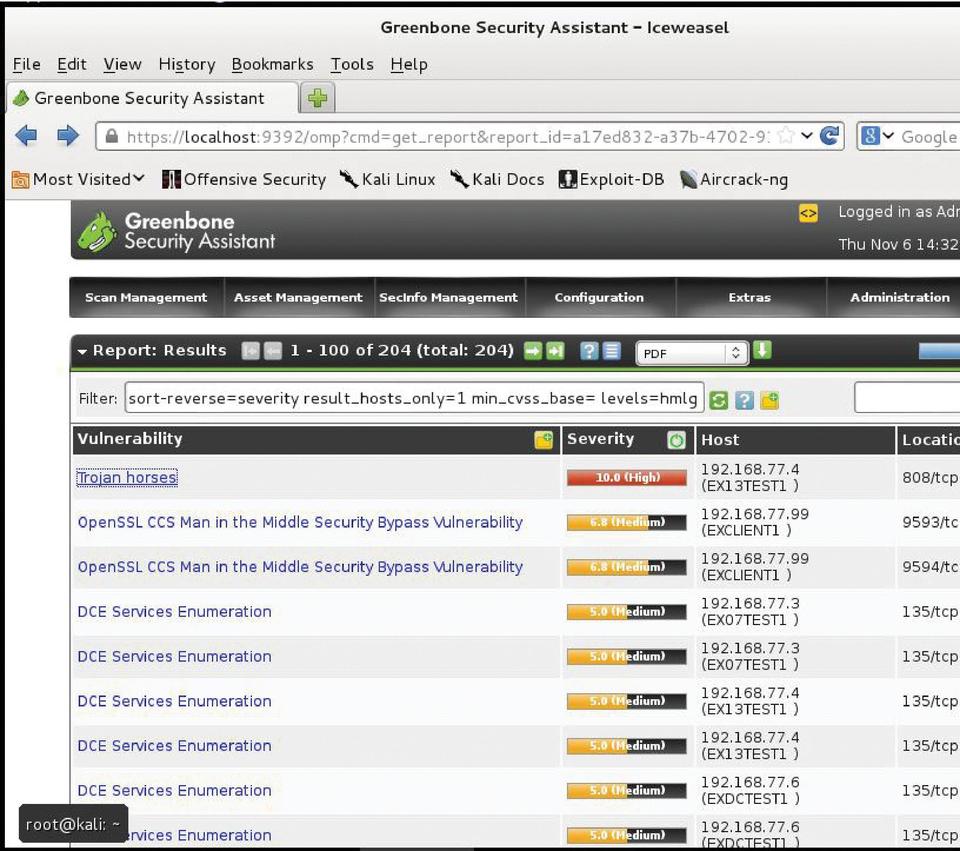 Greenbone Security Assistant - Iceweasel
File Edit View History Bookmarks Tools Help
Greenbone Security Assistant
https://localhost:9392/omp?cmd=get_report&report_id=a17ed832-a37b-4702-9
Google
Most Visited Offensive Security Kali Linux Kali Docs Exploit-DB Aircrack-ng
Greenbone
Security Assistant
<>
Logged in as Adr
Thu Nov 6 14:32
Scan Management Asset Management SecInfo Management Configuration Extras Administration
Report: Results 1 - 100 of 204 (total: 204) ? PDF
Filter: sort-reverse=severity result_hosts_only=1 min_cvss_base= levels=hmlg ?
Vulnerability Severity Host Locatio
Trojan horses 10.0 (High) 192.168.77.4 (EX13TEST1 ) 808/tcp
OpenSSL CCS Man in the Middle Security Bypass Vulnerability 6.8 (Medium) 192.168.77.99 (EXCLIENT1 ) 9593/tc
OpenSSL CCS Man in the Middle Security Bypass Vulnerability 6.8 (Medium) 192.168.77.99 (EXCLIENT1 ) 9594/tc
DCE Services Enumeration 5.0 (Medium) 192.168.77.3 (EX07TEST1 ) 135/tcp
DCE Services Enumeration 5.0 (Medium) 192.168.77.3 (EX07TEST1 ) 135/tcp
DCE Services Enumeration 5.0 (Medium) 192.168.77.4 (EX13TEST1 ) 135/tcp
DCE Services Enumeration 5.0 (Medium) 192.168.77.4 (EX13TEST1 ) 135/tcp
DCE Services Enumeration 5.0 (Medium) 192.168.77.6 (EXDCTEST1 ) 135/tcp
rvices Enumeration 5.0 (Medium) 192.168.77.6 (EXDCTEST1 ) 135/tcp
root@kali: ~